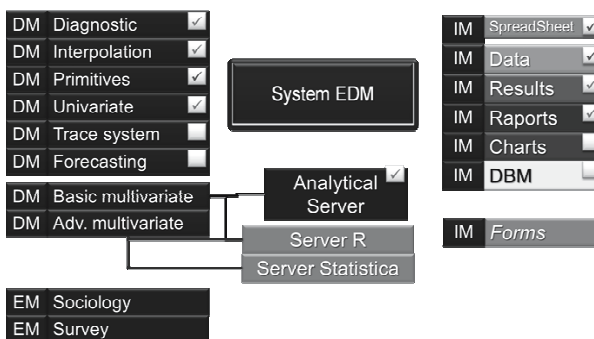 DM Diagnostic
DM Interpolation
DM Primitives
DM Univariate
DM Trace system
DM Forecasting
DM Basic multivariate
DM Adv. multivariate
EM Sociology
EM Survey
System EDM
Analytical
Server
Server R
Server Statistica
IM SpreadSheet
IM Data
IM Results
IM Raports
IM Charts
IM DBM
IM Forms